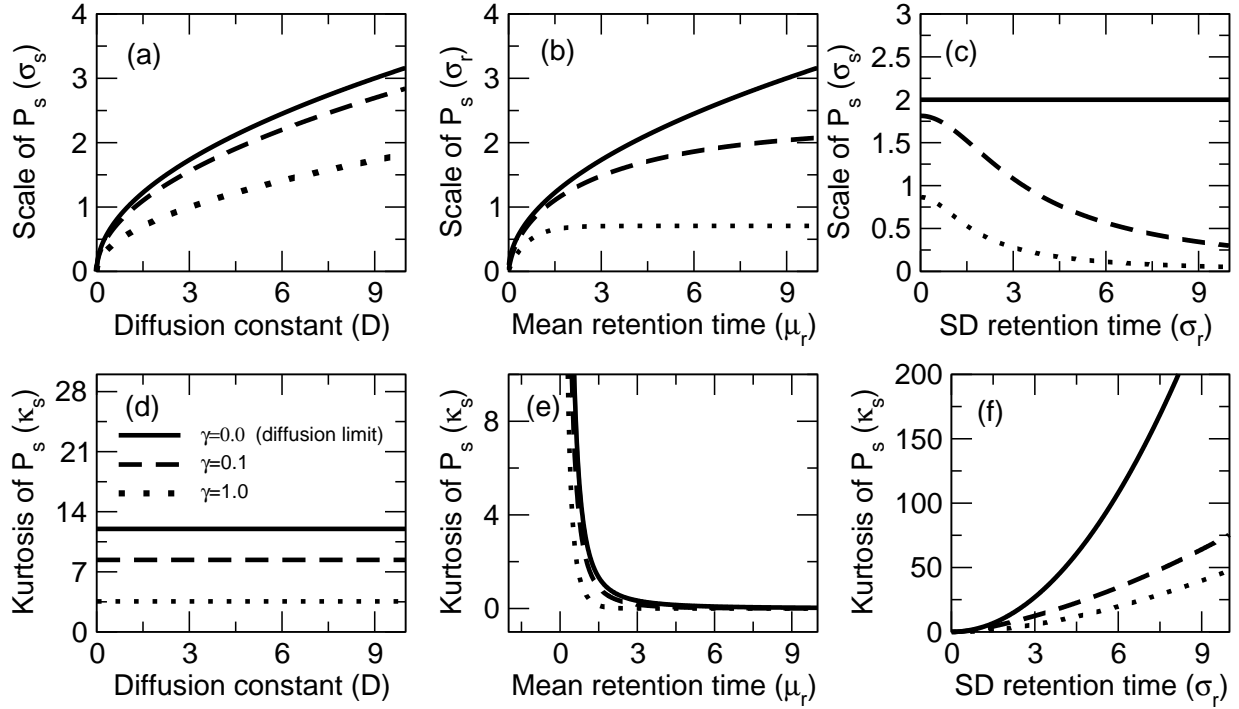 Scale of P_s (σ_s)
4
3
2
1
0
(a)
0 3 6 9
Diffusion constant (D)
Scale of P_s (σ_r)
4
3
2
1
0
(b)
0 3 6 9
Mean retention time (μ_r)
Scale of P_s (σ_s)
3
2.5
2
1.5
1
0.5
0
(c)
0 3 6 9
SD retention time (σ_r)
Kurtosis of P_s (κ_s)
28
21
14
7
0
(d)
γ=0.0 (diffusion limit)
γ=0.1
γ=1.0
0 3 6 9
Diffusion constant (D)
Kurtosis of P_s (κ_s)
8
4
0
(e)
0 3 6 9
Mean retention time (μ_r)
Kurtosis of P_s (κ_s)
200
150
100
50
0
(f)
0 3 6 9
SD retention time (σ_r)